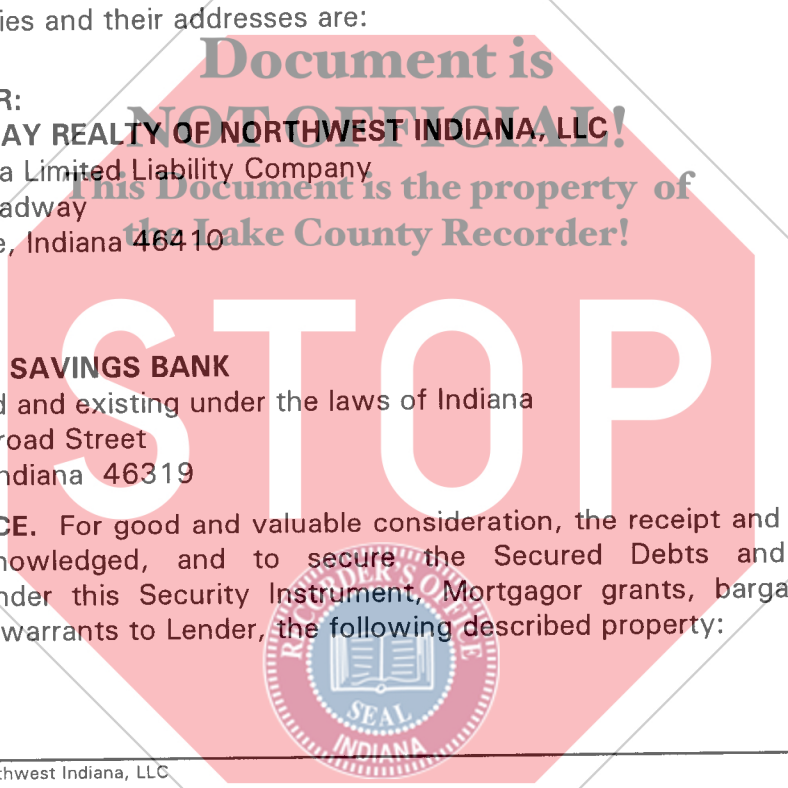 ies and their addresses are:
Document is
R:
NOT OFFICIAL!
AY REALTY OF NORTHWEST INDIANA, LLC
a Limited Liability Company
This Document is the property of
adway
the Lake County Recorder!
e, Indiana 46410
STOP
SAVINGS BANK
d and existing under the laws of Indiana
road Street
ndiana 46319
CE. For good and valuable consideration, the receipt and
nowledged, and to secure the Secured Debts and
nder this Security Instrument, Mortgagor grants, barga
warrants to Lender, the following described property:
RECORDER'S OFFICE
SEAL
INDIANA
thwest Indiana, LLC